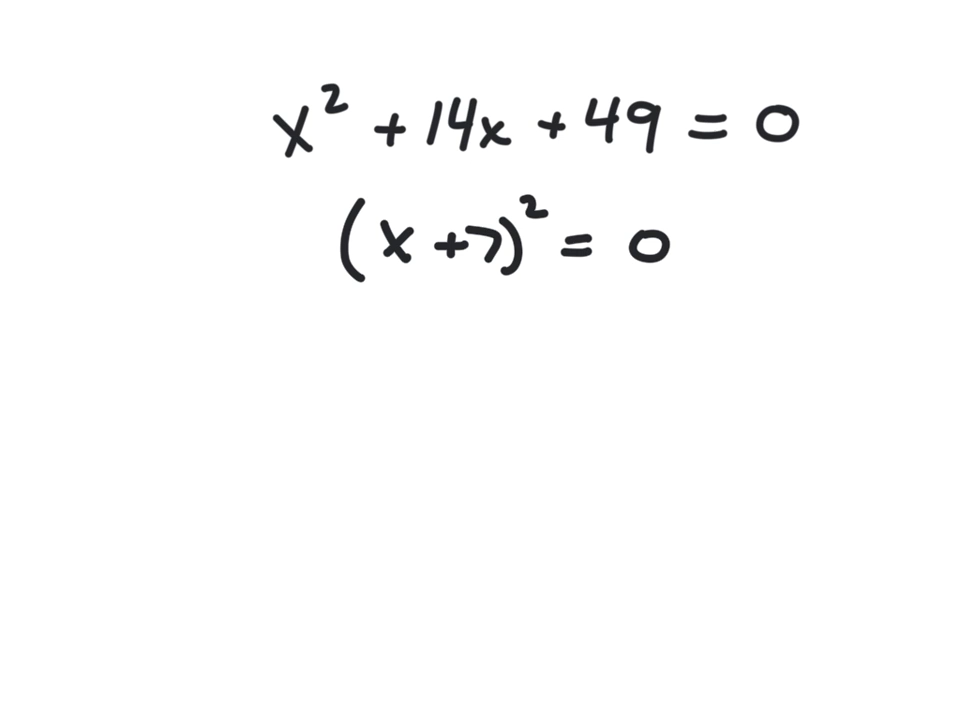 x² + 14x + 49 = 0
(x + 7)² = 0